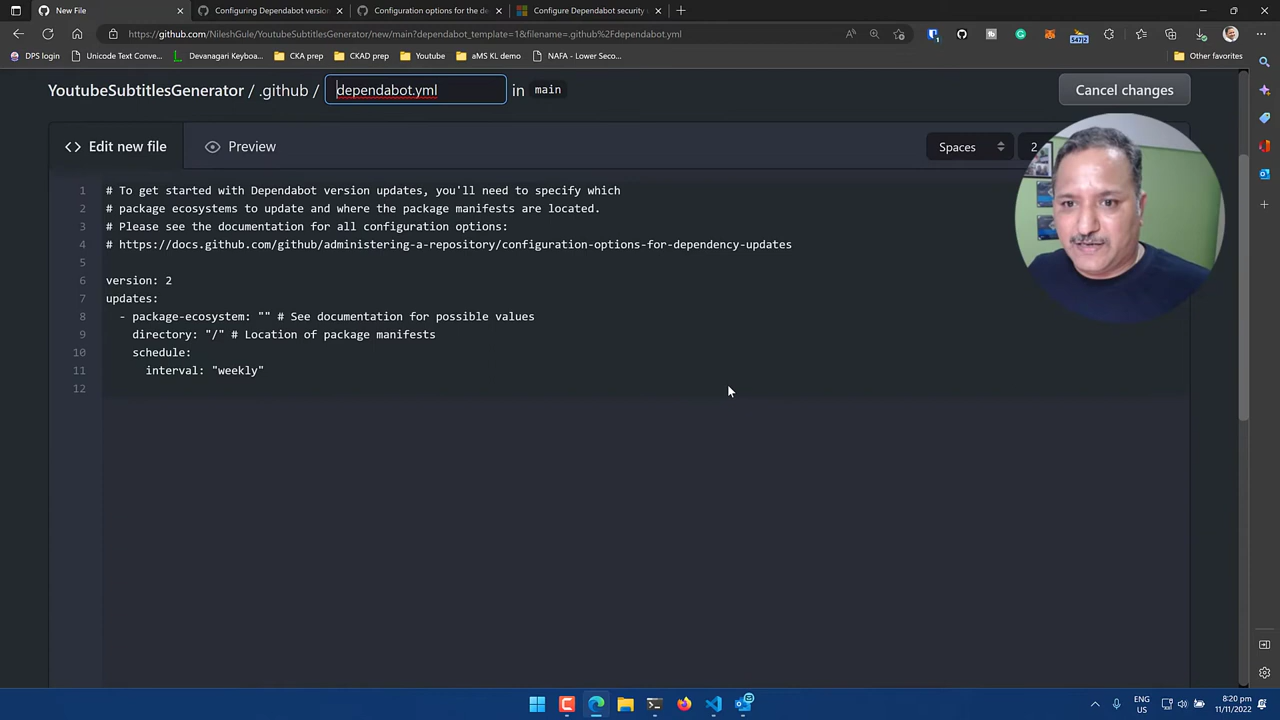 New File
Configuring Dependabot version
Configuration options for the de
Configure Dependabot security
https://github.com/NileshGule/YoutubeSubtitlesGenerator/new/main?dependabot_template=1&filename=.github%2Fdependabot.yml
DPS login
Unicode Text Conver...
Devanagari Keyboa...
CKA prep
CKAD prep
Youtube
aMS KL demo
NAFA - Lower Seco...
Other favorites
YoutubeSubtitlesGenerator / .github / dependabot.yml in main
Cancel changes
<> Edit new file
Preview
Spaces
2
1 # To get started with Dependabot version updates, you'll need to specify which
2 # package ecosystems to update and where the package manifests are located.
3 # Please see the documentation for all configuration options:
4 # https://docs.github.com/github/administering-a-repository/configuration-options-for-dependency-updates
5
6 version: 2
7 updates:
8 - package-ecosystem: "" # See documentation for possible values
9 directory: "/" # Location of package manifests
10 schedule:
11 interval: "weekly"
12
ENG
US
8:20 pm
11/11/2022